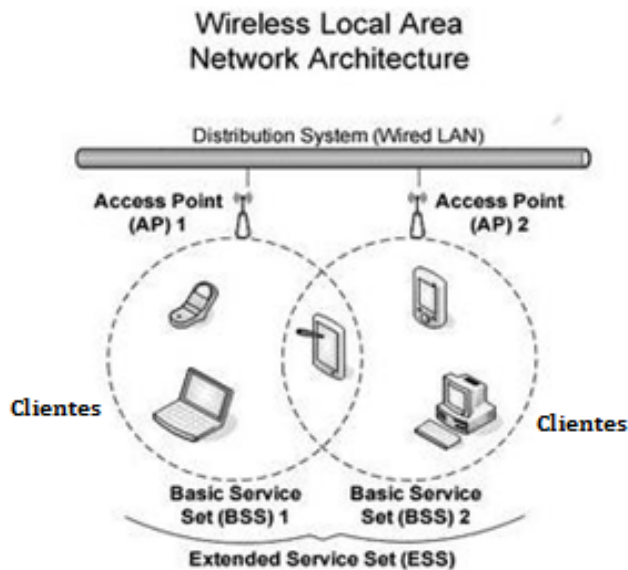 Wireless Local Area
Network Architecture
Distribution System (Wired LAN)
Access Point
(AP) 1
Access Point
(AP) 2
Clientes
Clientes
Basic Service
Set (BSS) 1
Basic Service
Set (BSS) 2
Extended Service Set (ESS)